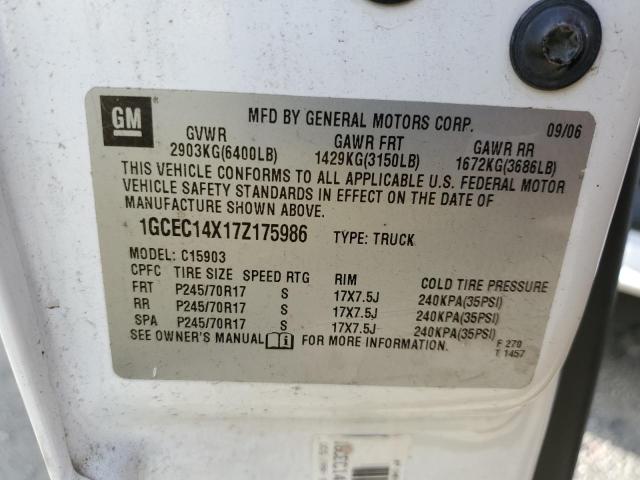 GM
MFD BY GENERAL MOTORS CORP. 09/06
GVWR GAWR FRT GAWR RR
2903KG(6400LB) 1429KG(3150LB) 1672KG(3686LB)
THIS VEHICLE CONFORMS TO ALL APPLICABLE U.S. FEDERAL MOTOR
VEHICLE SAFETY STANDARDS IN EFFECT ON THE DATE OF
MANUFACTURE SHOWN ABOVE.
1GCEC14X17Z175986 TYPE: TRUCK
MODEL: C15903
CPFC TIRE SIZE SPEED RTG RIM COLD TIRE PRESSURE
FRT P245/70R17 S 17X7.5J 240KPA(35PSI)
RR P245/70R17 S 17X7.5J 240KPA(35PSI)
SPA P245/70R17 S 17X7.5J 240KPA(35PSI)
SEE OWNER'S MANUAL FOR MORE INFORMATION.
F 270
T 1457